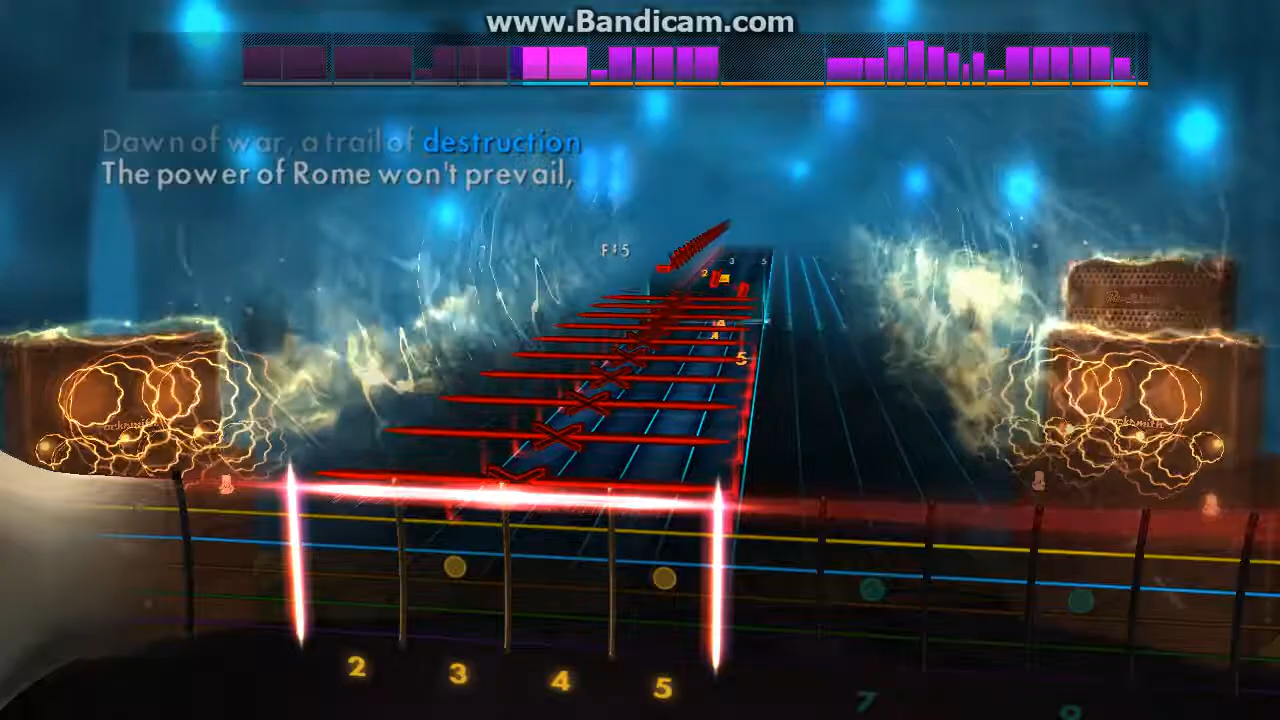 www.Bandicam.com
Dawn of war, a trail of destruction
The power of Rome won't prevail,
F#5
2 3 5
5
2 3 4 5 7 9